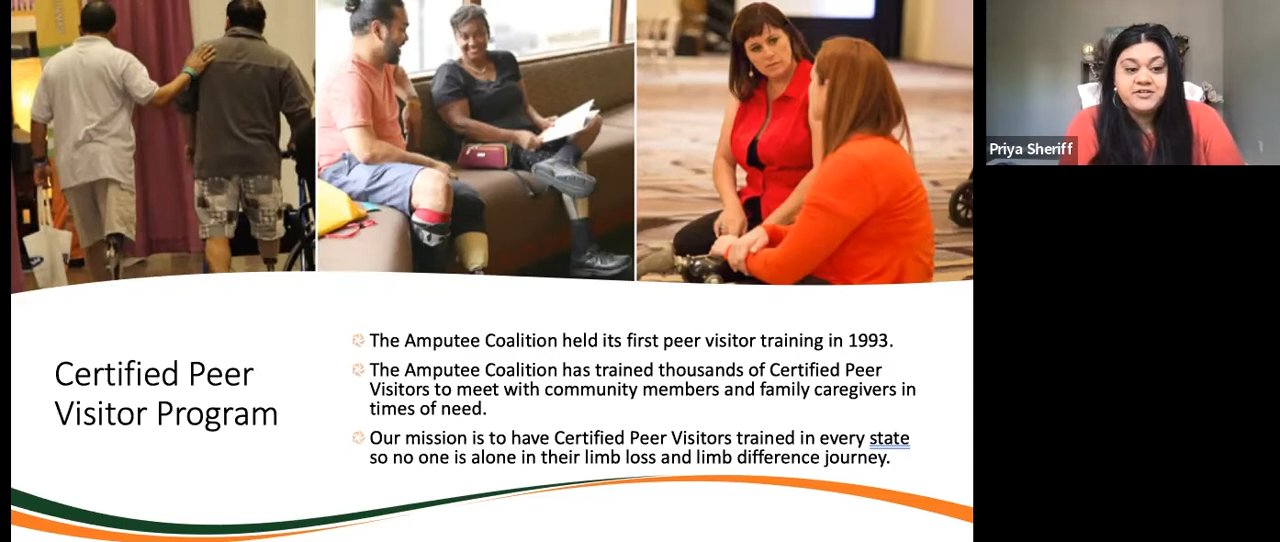 Priya Sheriff
Certified Peer
Visitor Program
The Amputee Coalition held its first peer visitor training in 1993.
The Amputee Coalition has trained thousands of Certified Peer
Visitors to meet with community members and family caregivers in
times of need.
Our mission is to have Certified Peer Visitors trained in every state
so no one is alone in their limb loss and limb difference journey.